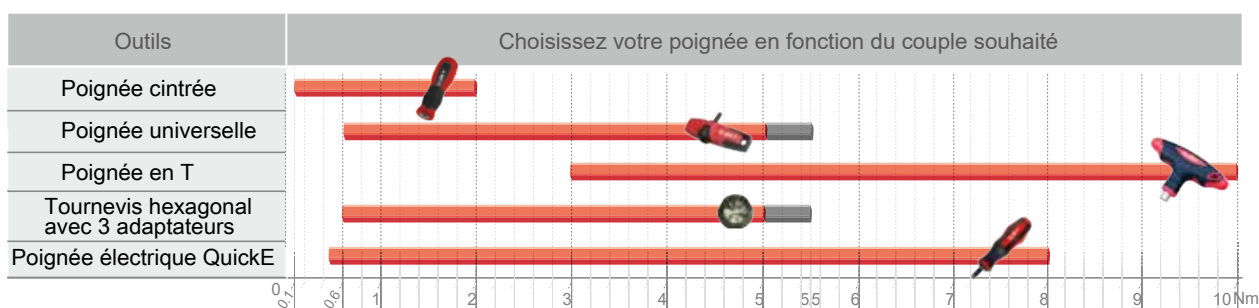 Outils
Choisissez votre poignée en fonction du couple souhaité
Poignée cintrée
Poignée universelle
Poignée en T
Tournevis hexagonal
avec 3 adaptateurs
Poignée électrique QuickE
0 0.1 0.6 1 2 3 4 5 5.5 6 7 8 9 10 Nm